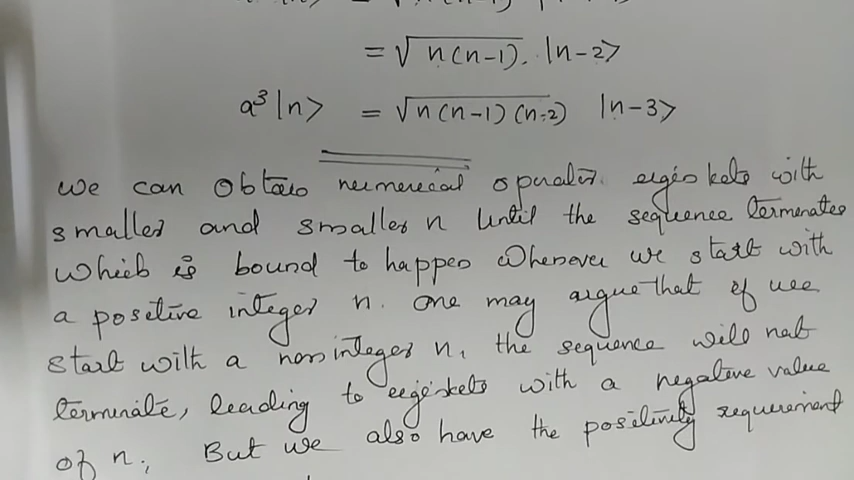 = √n(n-1). |n-2>
a³|n> = √n(n-1)(n-2) |n-3>
We can obtain numerical operator eigenkets with
smaller and smaller n until the sequence terminates
which is bound to happen whenever we start with
a positive integer n. One may argue that if we
start with a noninteger n, the sequence will not
terminate, leading to eigenkets with a negative value
of n., But we also have the positivity requirement